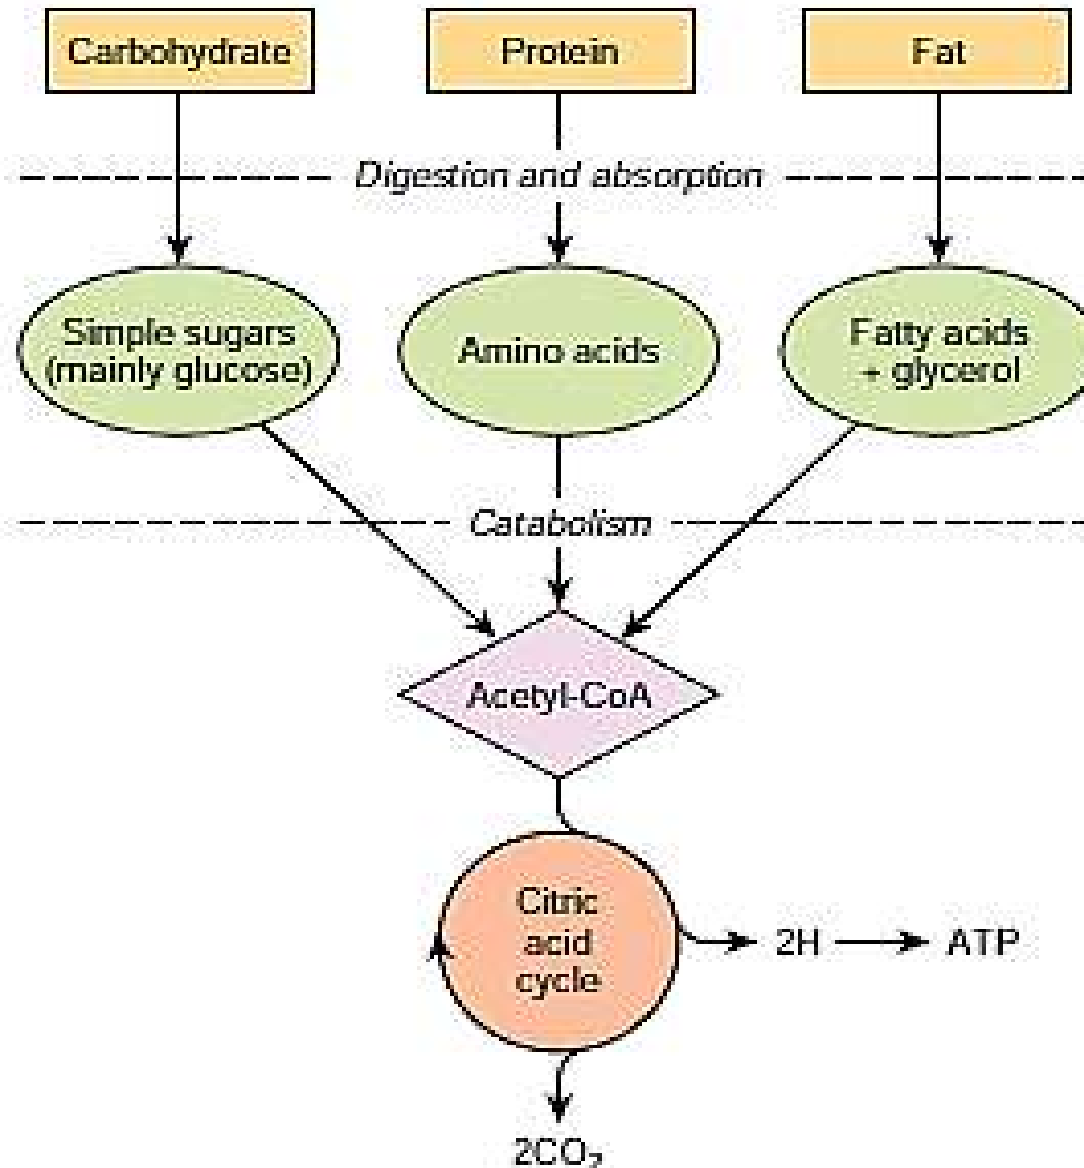 Carbohydrate
Protein
Fat
Digestion and absorption
Simple sugars
(mainly glucose)
Amino acids
Fatty acids
+ glycerol
Catabolism
Acetyl-CoA
Citric
acid
cycle
2H
ATP
2CO₂